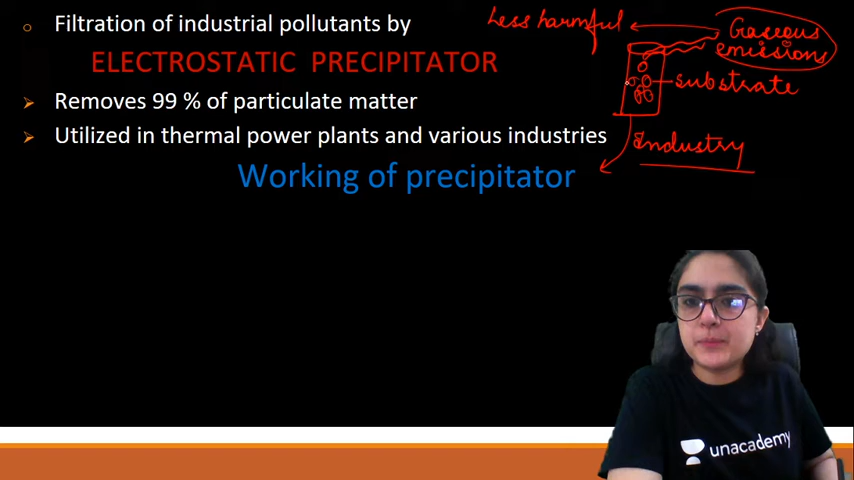 Filtration of industrial pollutants by
ELECTROSTATIC PRECIPITATOR
Removes 99 % of particulate matter
Utilized in thermal power plants and various industries
Working of precipitator
Less harmful
Gaseous
emissions
substrate
Industry
unacademy